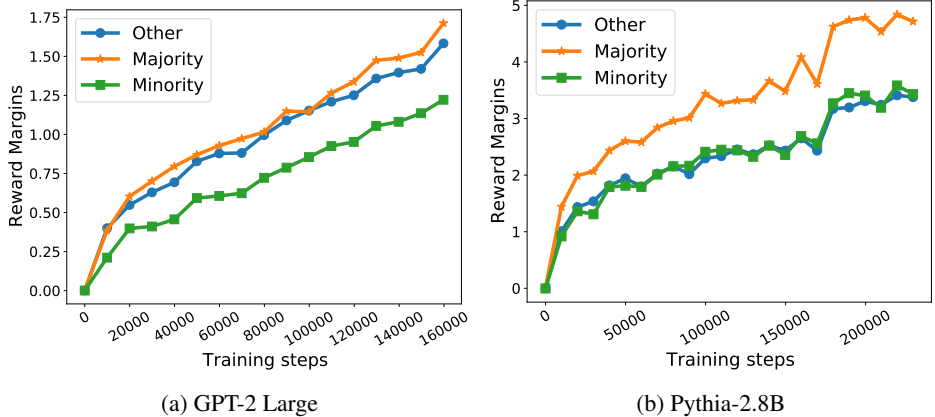 Other
Majority
Minority
Reward Margins
1.75
1.50
1.25
1.00
0.75
0.50
0.25
0.00
0
20000
40000
60000
80000
100000
120000
140000
160000
Training steps
(a) GPT-2 Large
Other
Majority
Minority
Reward Margins
5
4
3
2
1
0
0
50000
100000
150000
200000
Training steps
(b) Pythia-2.8B